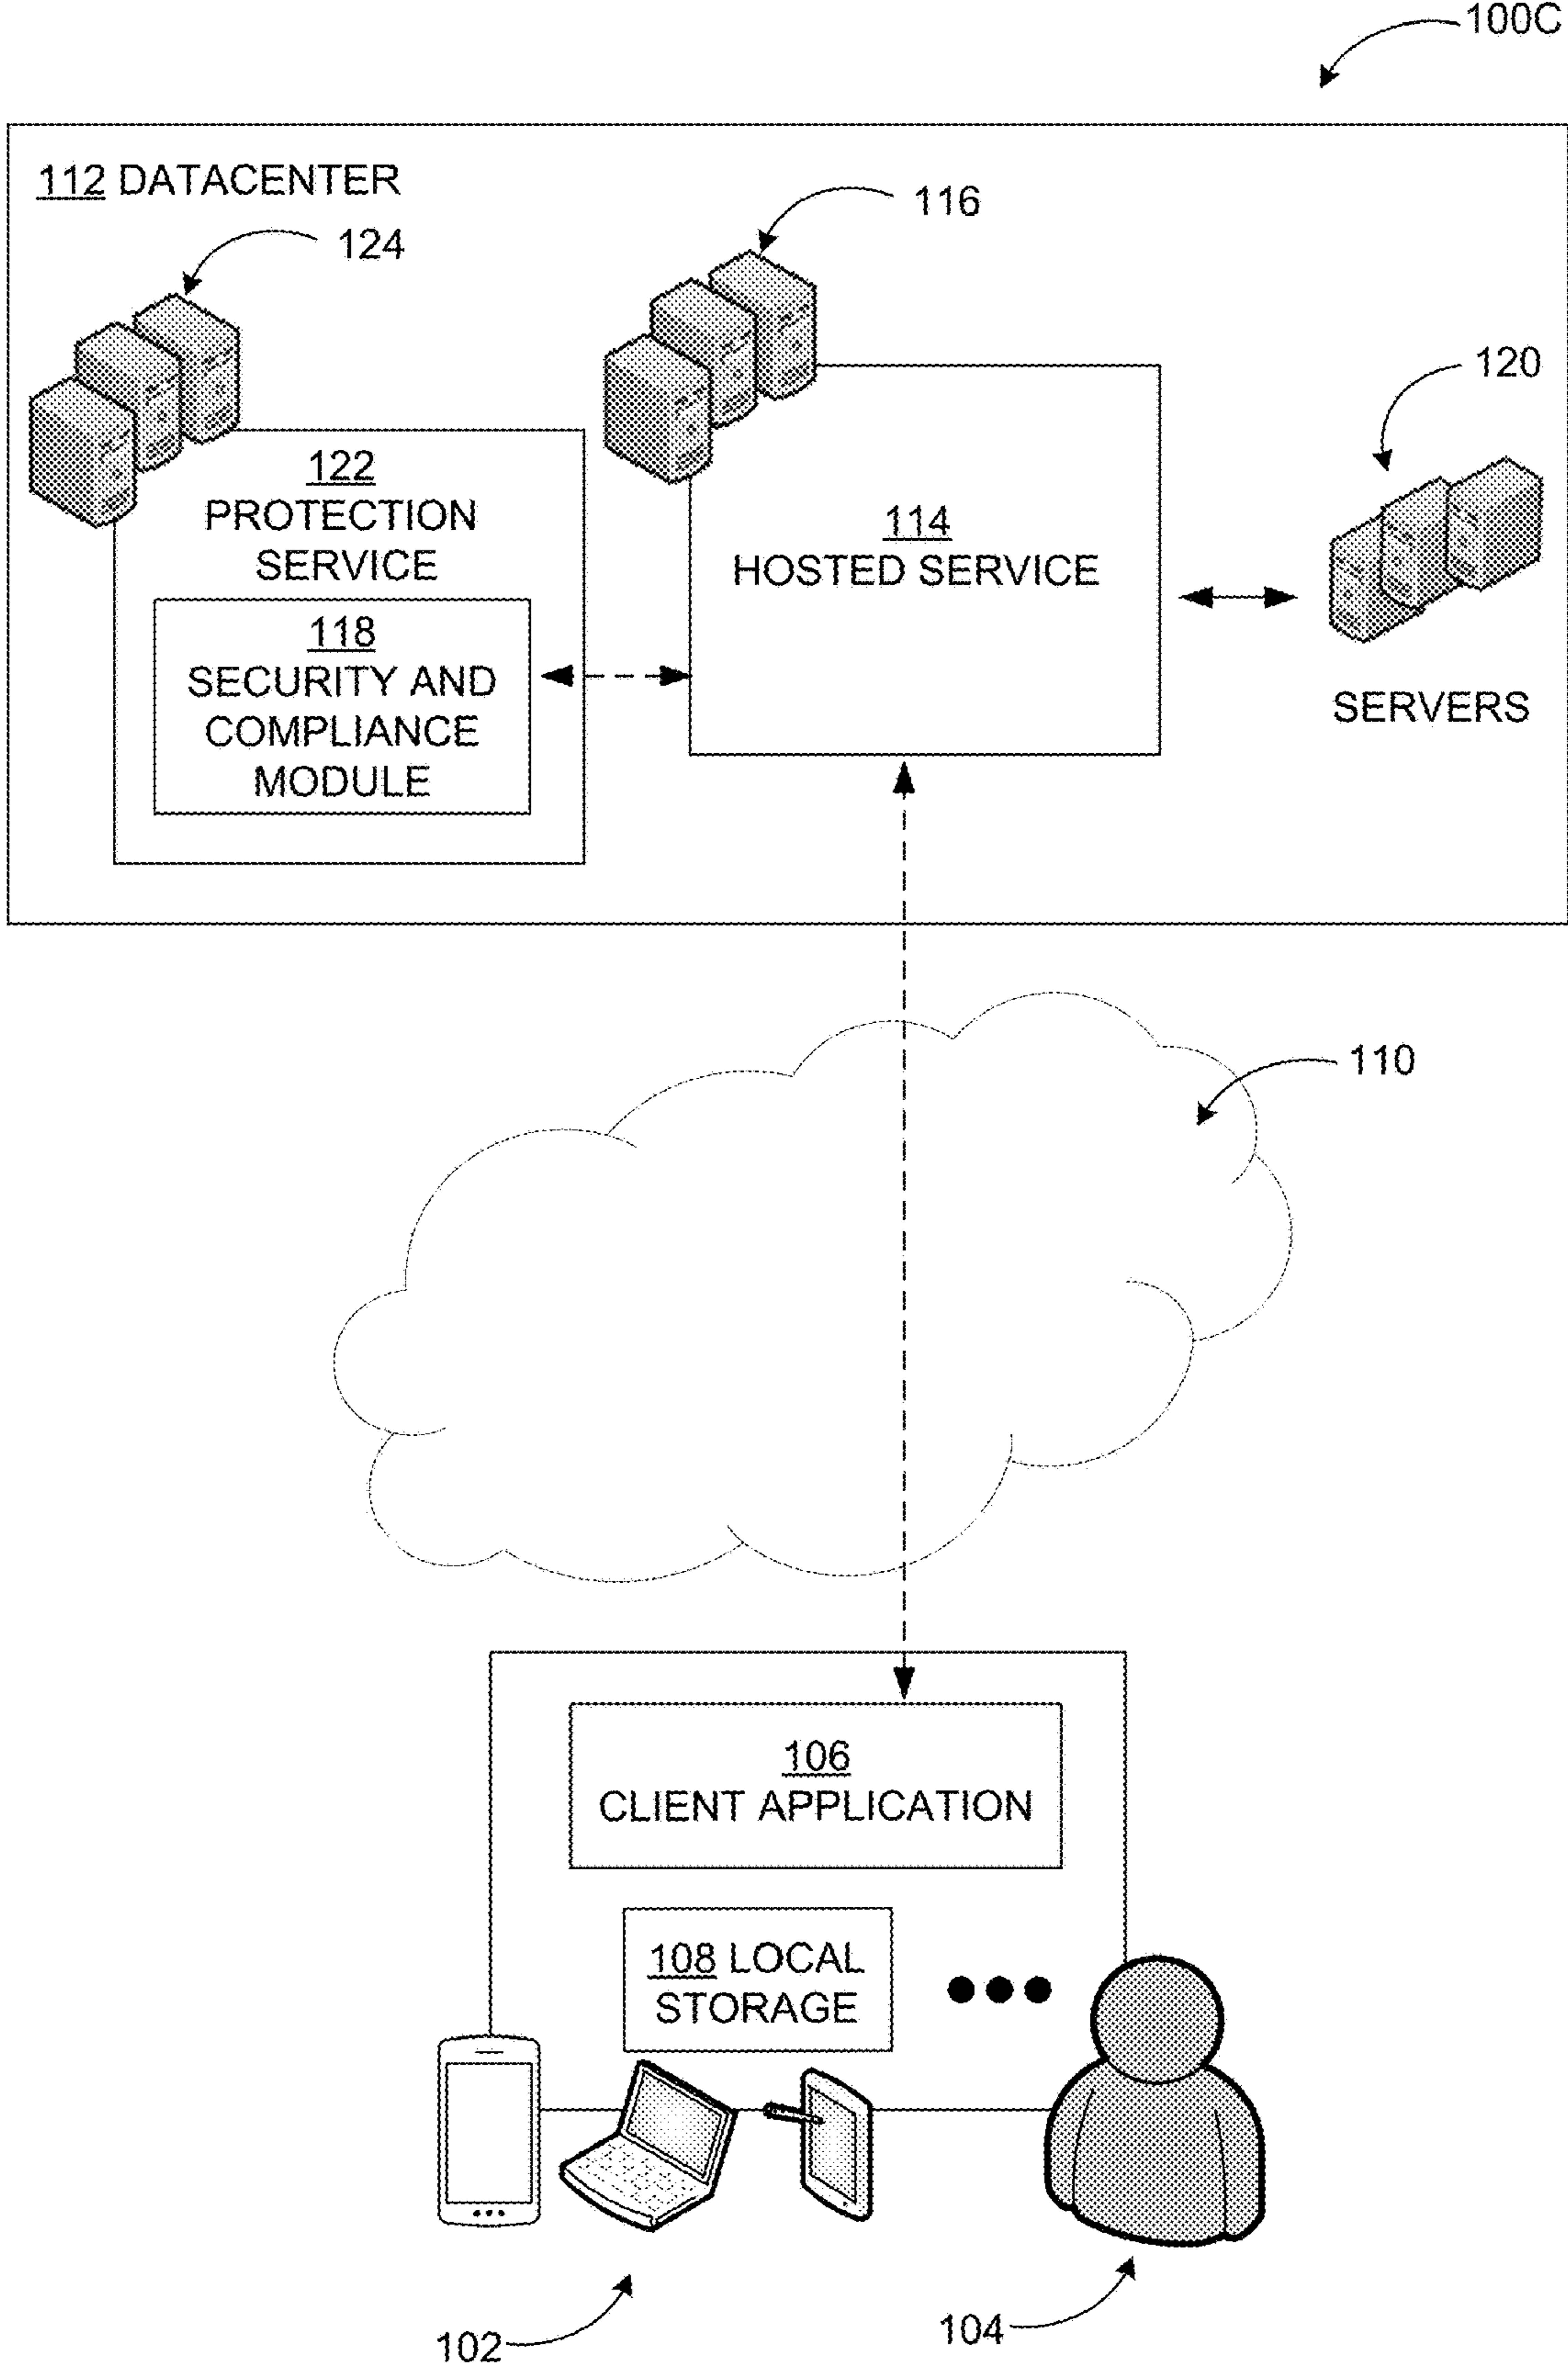 100C
112 DATACENTER
124
116
120
122
PROTECTION
SERVICE
118
SECURITY AND
COMPLIANCE
MODULE
114
HOSTED SERVICE
SERVERS
110
106
CLIENT APPLICATION
108 LOCAL
STORAGE
102
104